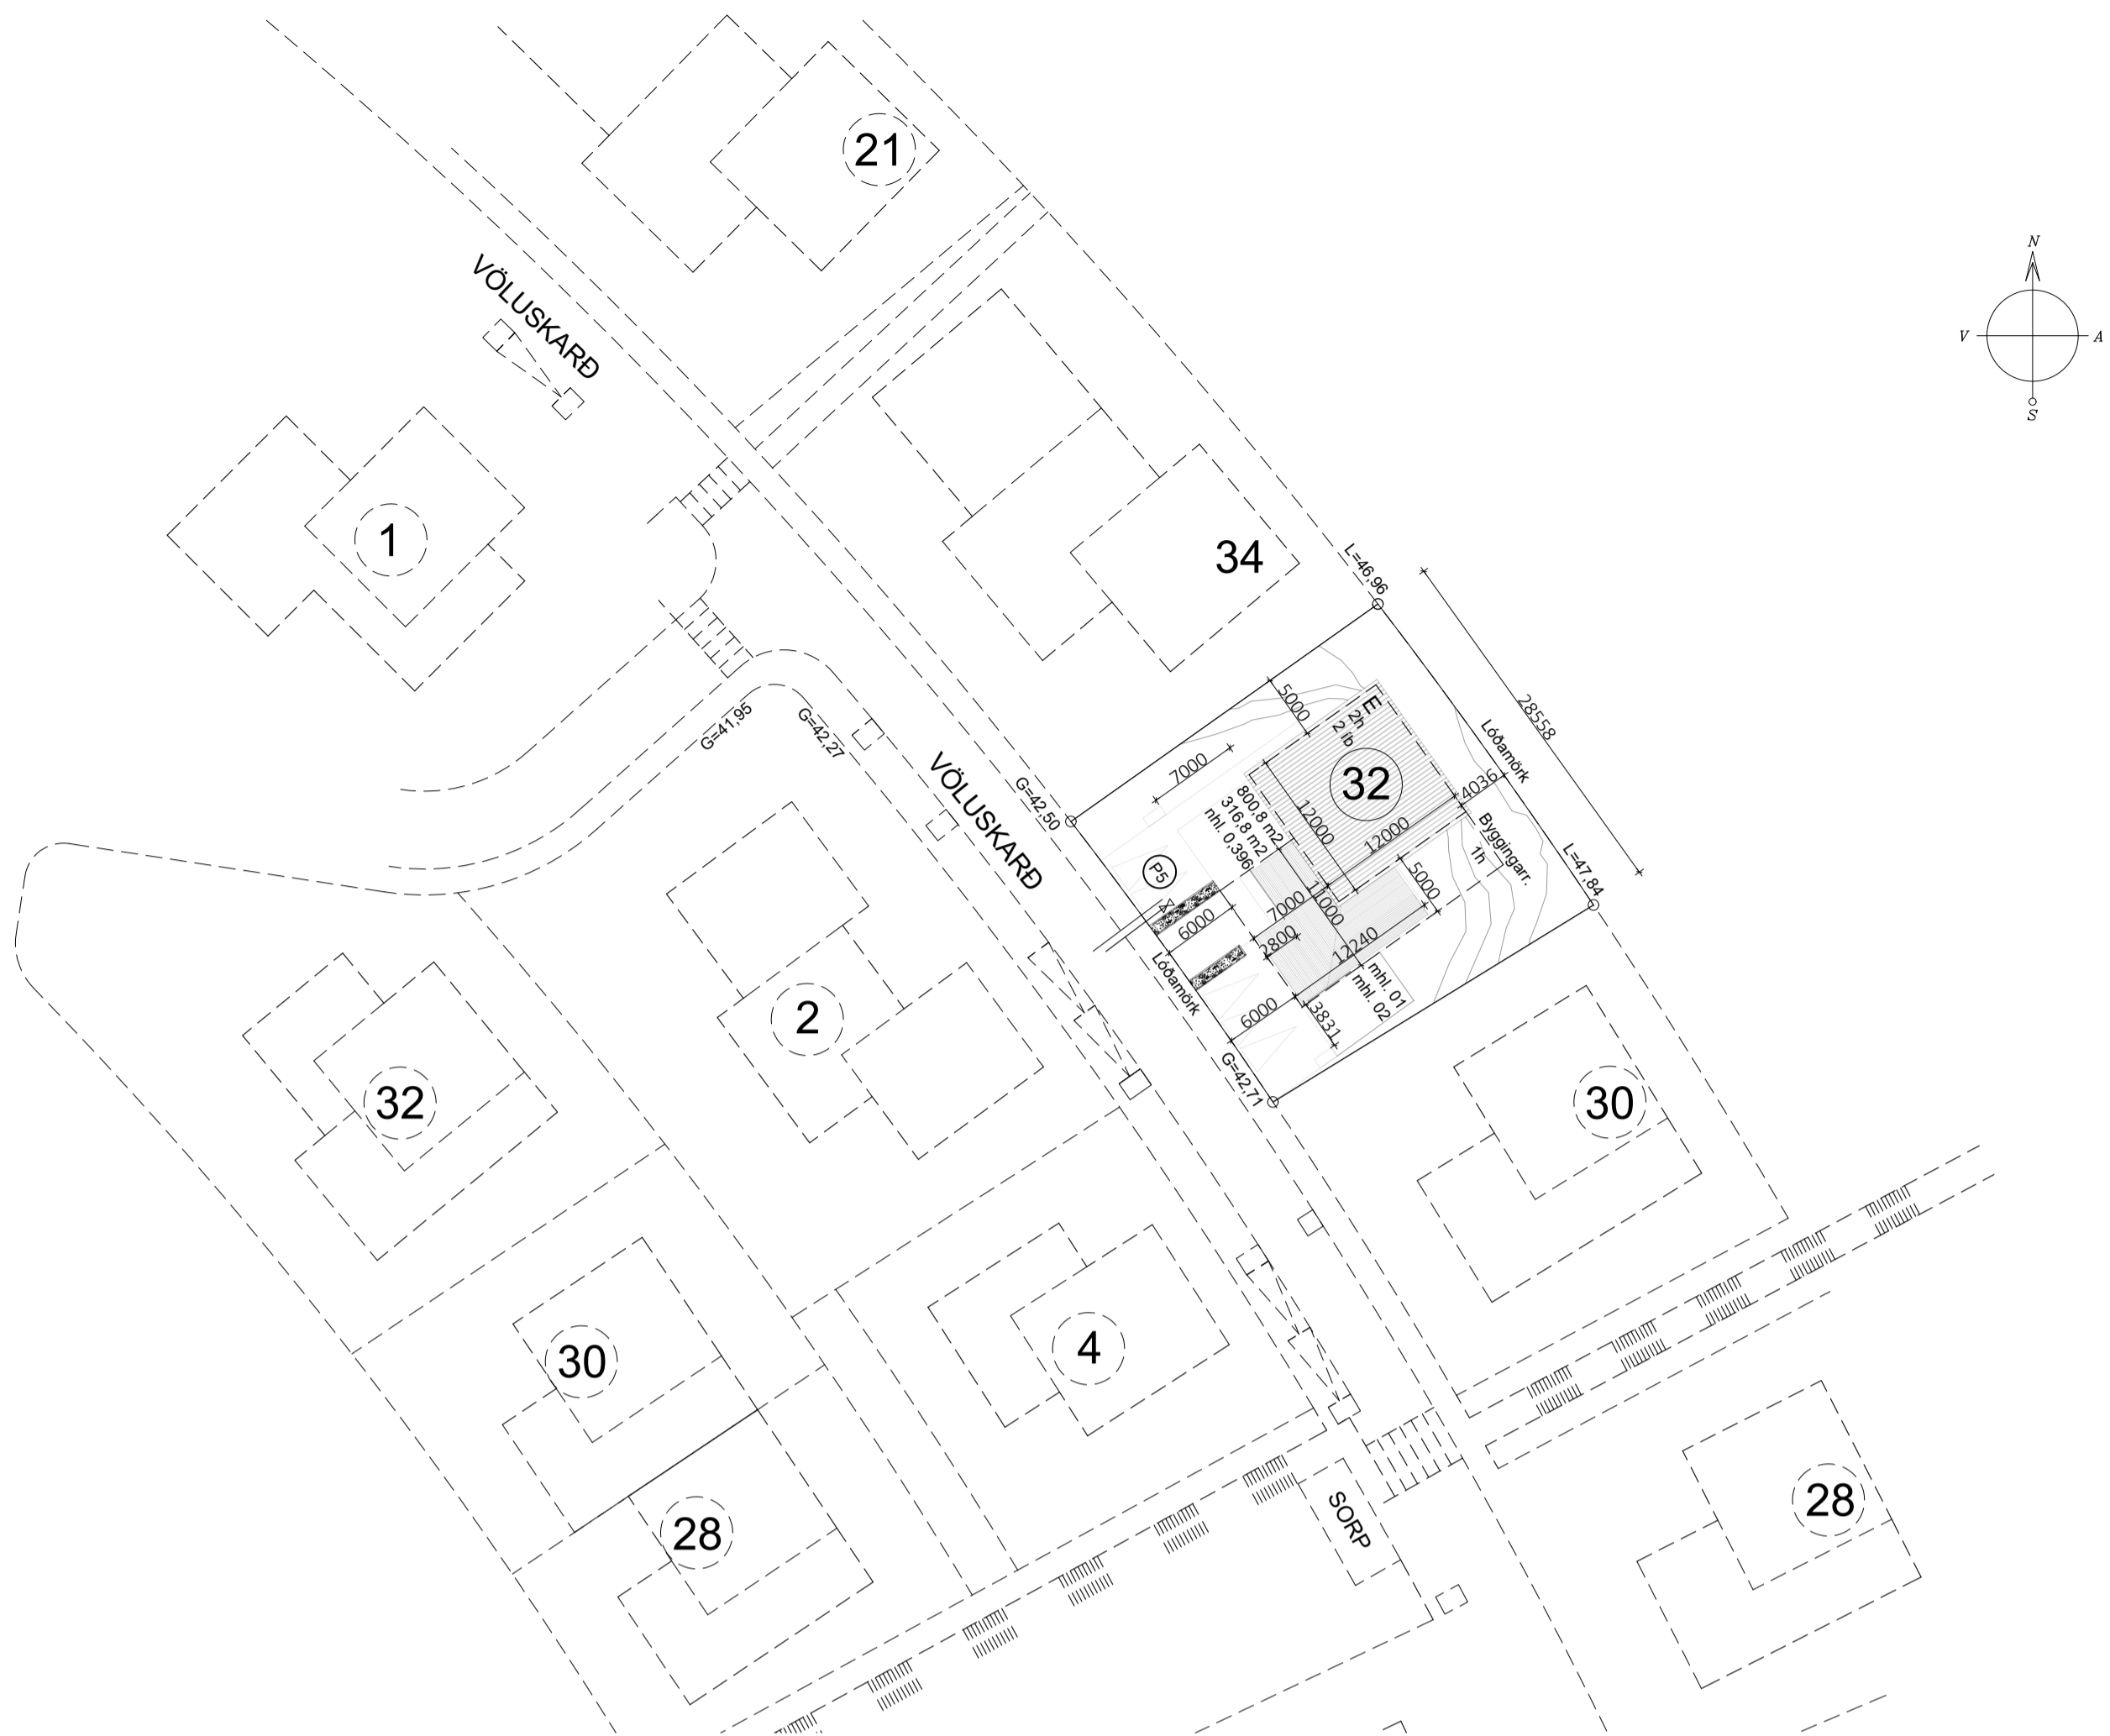 21
VÖLUSKARÐ
N
V
A
S
1
34
L=46,96
G=41,95
G=42,27
VÖLUSKARÐ
G=42,50
5000
E
2h
2 íb
28558
Lóðamörk
7000
32
4036
800,8 m2
316,8 m2
nhl. 0,396
12000
12000
Byggingarr.
1h
L=47,84
P5
5000
7000
11000
6000
2800
12240
Lóðamörk
mhl. 01
mhl. 02
6000
3831
G=42,71
2
32
30
30
4
28
28
SORP